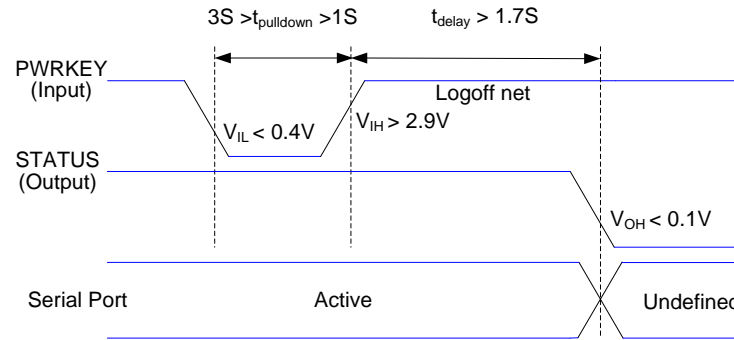 3S >tpulldown >1S
tdelay > 1.7S
PWRKEY
(Input)
Logoff net
VIL < 0.4V
VIH > 2.9V
STATUS
(Output)
VOH < 0.1V
Serial Port
Active
Undefined